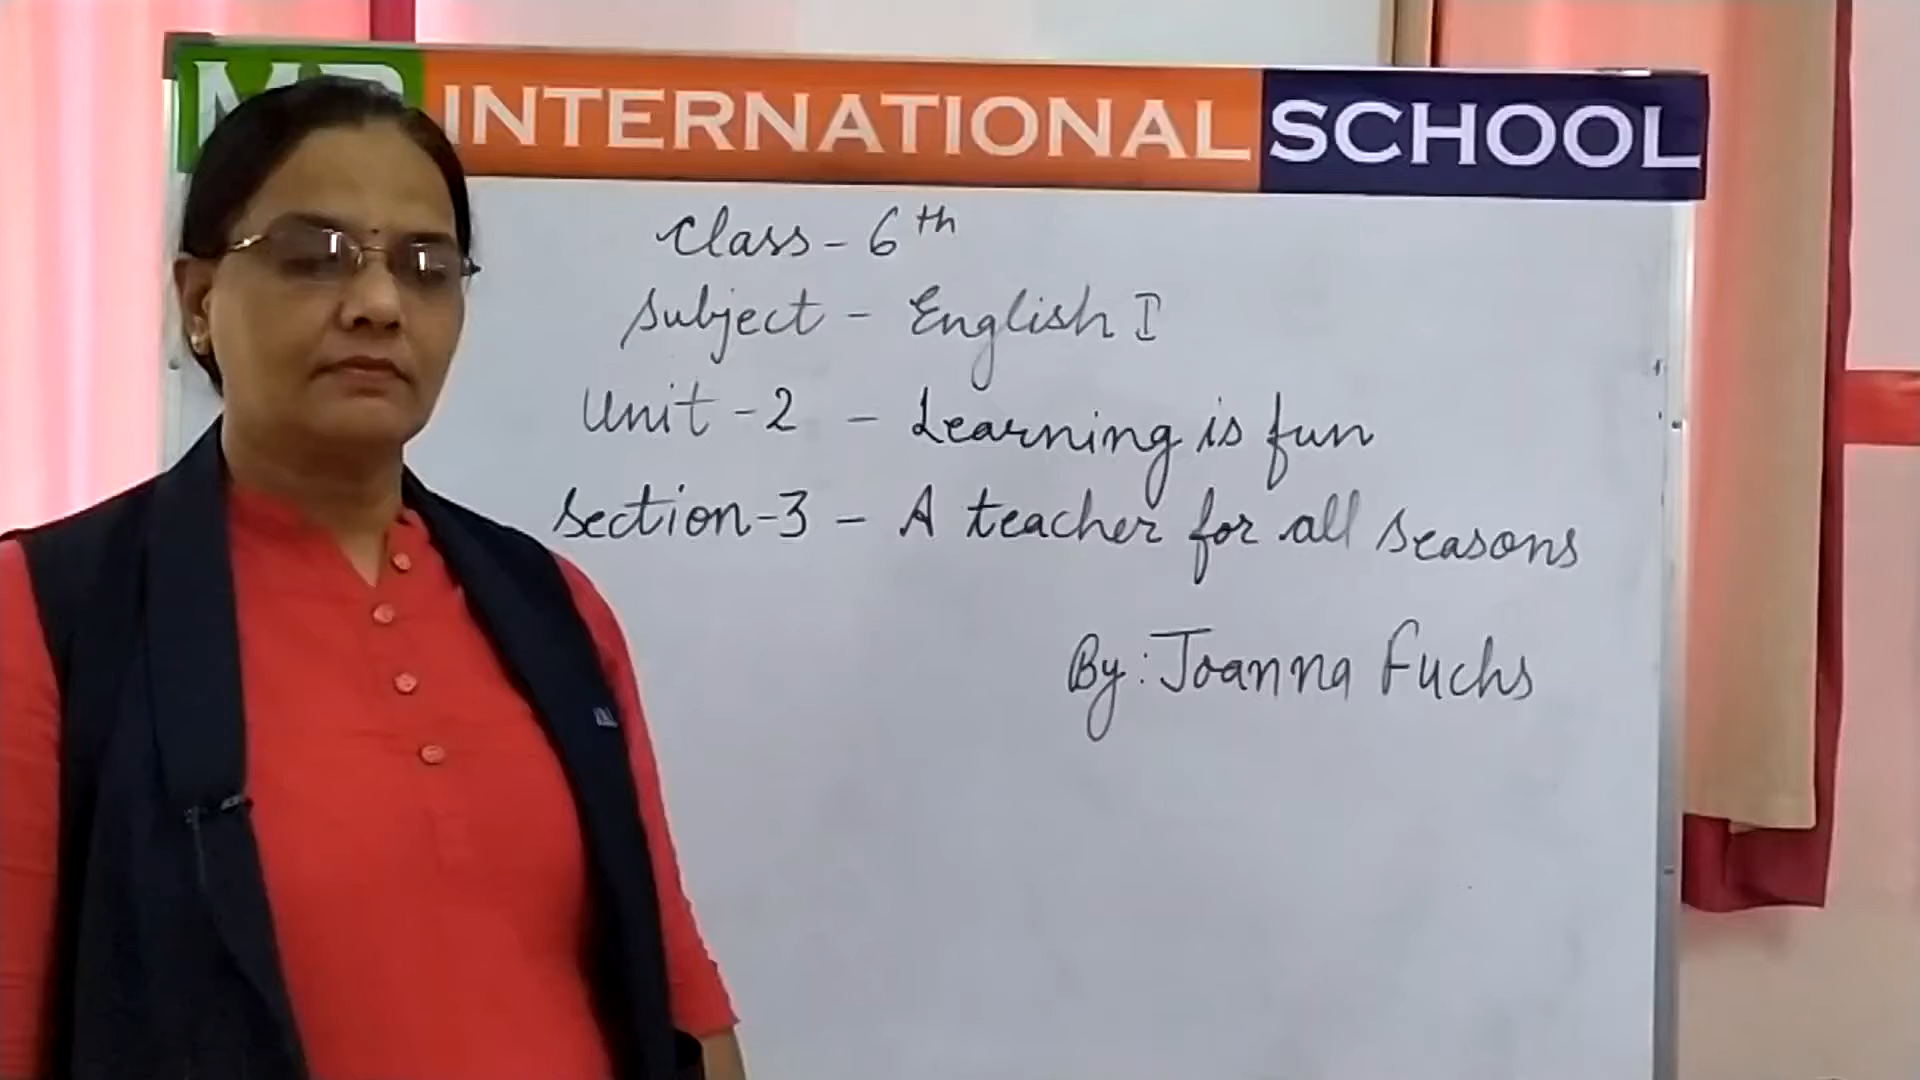 INTERNATIONAL SCHOOL
Class - 6th
Subject - English I
Unit - 2 - Learning is fun
Section - 3 - A teacher for all seasons
By: Joanna Fuchs